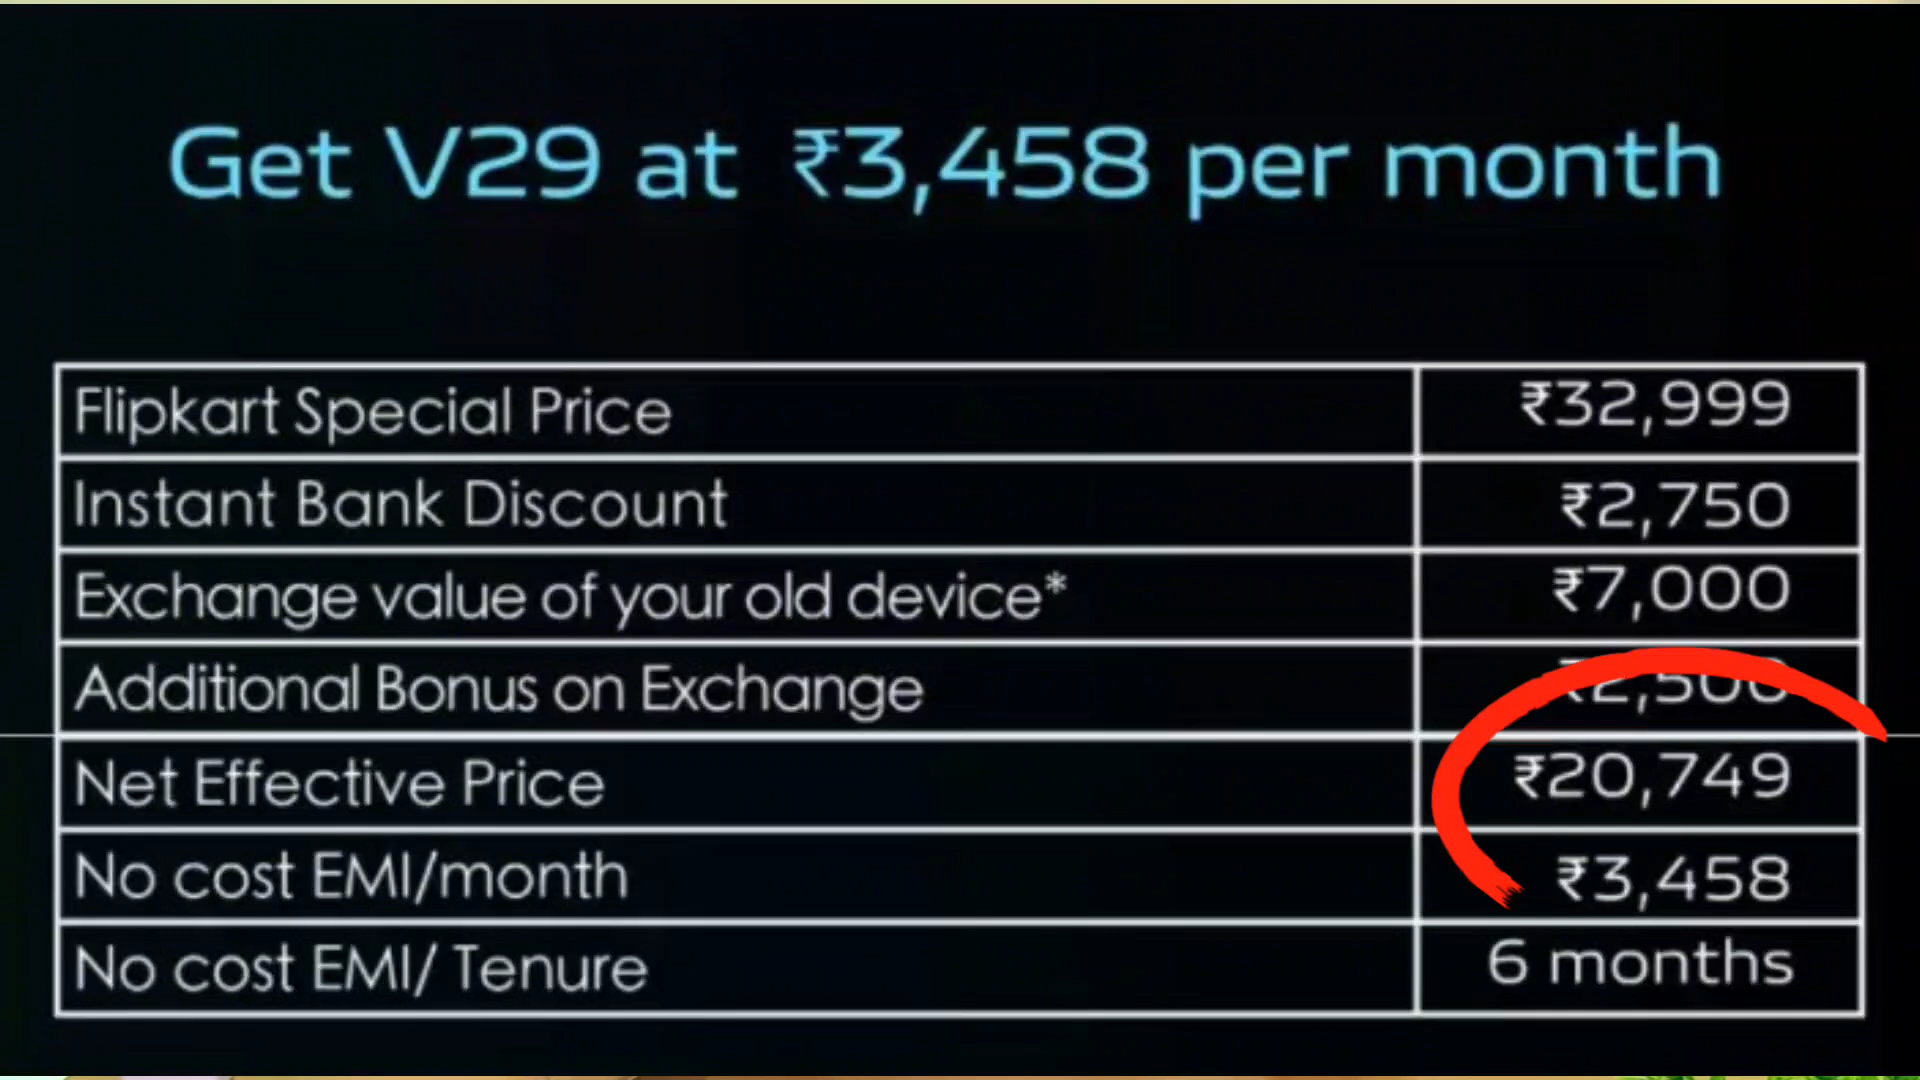 Get V29 at ₹3,458 per month
Flipkart Special Price ₹32,999
Instant Bank Discount ₹2,750
Exchange value of your old device* ₹7,000
Additional Bonus on Exchange ₹2,500
Net Effective Price ₹20,749
No cost EMI/month ₹3,458
No cost EMI/ Tenure 6 months